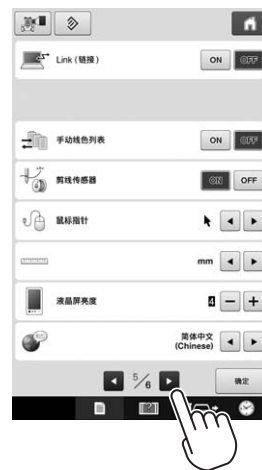 Link (链接)
ON OFF
手动线色列表
ON OFF
剪线传感器
ON OFF
鼠标指针
mm
液晶屏亮度
简体中文
(Chinese)
5/6
确定